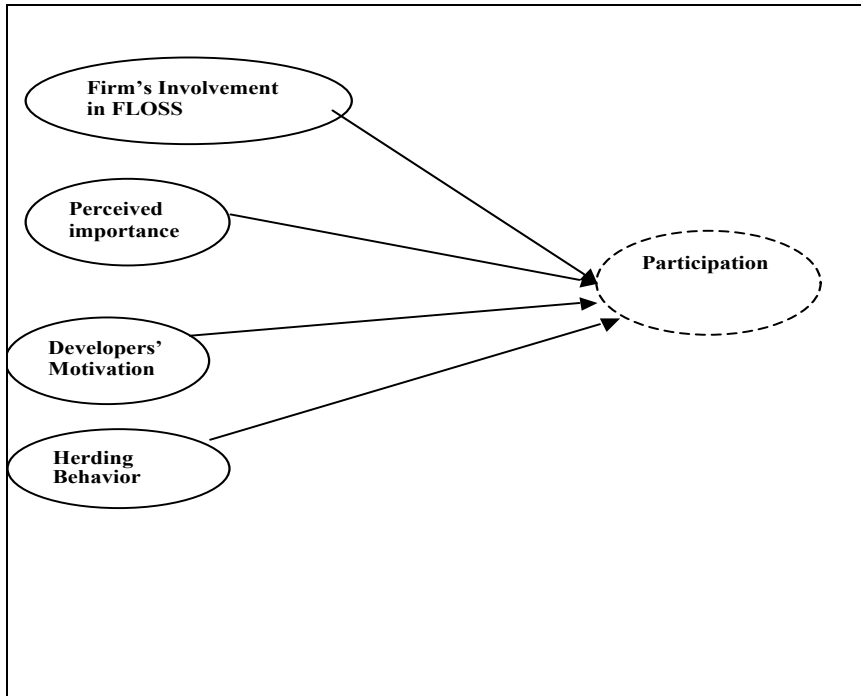 Firm’s Involvement
in FLOSS
Perceived
importance
Participation
Developers’
Motivation
Herding
Behavior